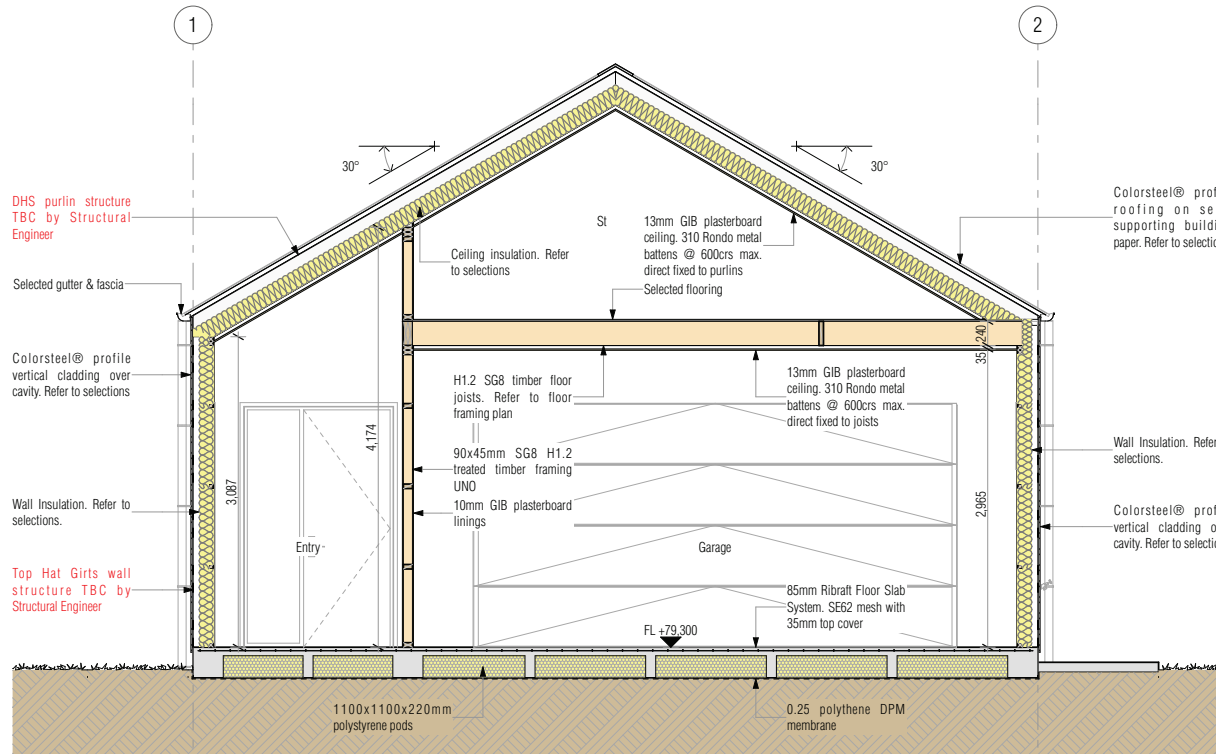 1
2
30°
30°
DHS purlin structure
TBC by Structural
Engineer
Selected gutter & fascia
Colorsteel® profile
vertical cladding over
cavity. Refer to selections
Wall Insulation. Refer to
selections.
Top Hat Girts wall
structure TBC by
Structural Engineer
Ceiling insulation. Refer
to selections
St
13mm GIB plasterboard
ceiling. 310 Rondo metal
battens @ 600crs max.
direct fixed to purlins
Selected flooring
Colorsteel®
roofing on
supporting
paper. Refer to
240
35
H1.2 SG8 timber floor
joists. Refer to floor
framing plan
13mm GIB plasterboard
ceiling. 310 Rondo metal
battens @ 600crs max.
direct fixed to joists
90x45mm SG8 H1.2
treated timber framing
UNO
10mm GIB plasterboard
linings
4,174
3,087
2,965
Entry
Garage
Wall Insulation. Refer
selections.
Colorsteel®
vertical cladding
cavity. Refer to
85mm Ribraft Floor Slab
System. SE62 mesh with
35mm top cover
FL +79,300
1100x1100x220mm
polystyrene pods
0.25 polythene DPM
membrane